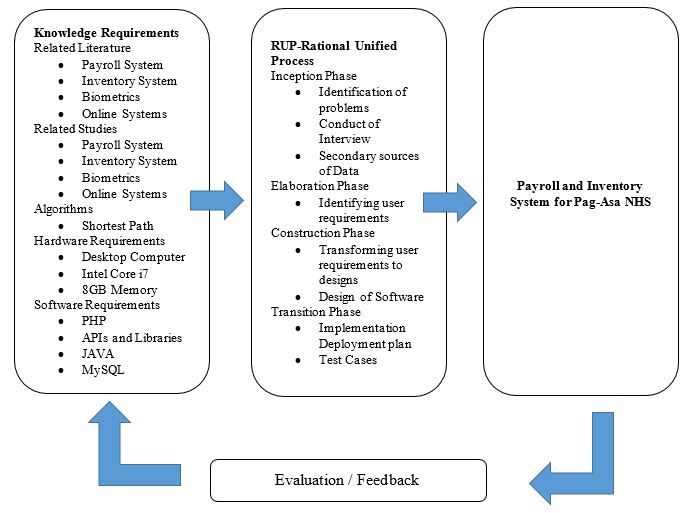 Knowledge Requirements
Related Literature
• Payroll System
• Inventory System
• Biometrics
• Online Systems
Related Studies
• Payroll System
• Inventory System
• Biometrics
• Online Systems
Algorithms
• Shortest Path
Hardware Requirements
• Desktop Computer
• Intel Core i7
• 8GB Memory
Software Requirements
• PHP
• APIs and Libraries
• JAVA
• MySQL
RUP-Rational Unified
Process
Inception Phase
• Identification of
problems
• Conduct of
Interview
• Secondary sources
of Data
Elaboration Phase
• Identifying user
requirements
Construction Phase
• Transforming user
requirements to
designs
• Design of Software
Transition Phase
• Implementation
Deployment plan
• Test Cases
Payroll and Inventory
System for Pag-Asa NHS
Evaluation / Feedback